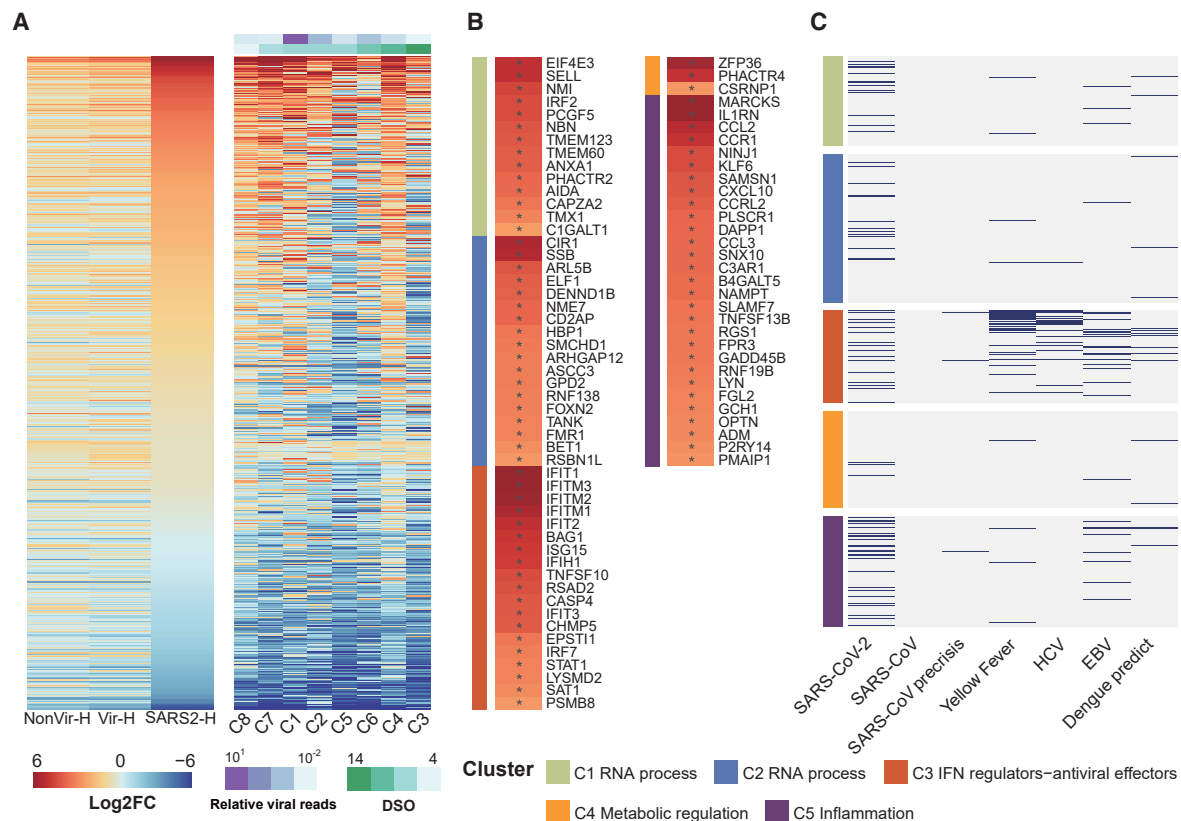 A
B
C
EIF4E3
SELL
NMI
IRF2
PCGF5
NBN
TMEM123
TMEM60
ANXA1
PHACTR2
AIDA
CAPZA2
TMX1
C1GALT1
CIR1
SSB
ARL5B
ELF1
DENND1B
NME7
CD2AP
HBP1
SMCHD1
ARHGAP12
ASCC3
GPD2
RNF138
FOXN2
TANK
FMR1
BET1
RSBN1L
IFIT1
IFITM3
IFITM2
IFITM1
IFIT2
BAG1
ISG15
IFIH1
TNFSF10
RSAD2
CASP4
IFIT3
CHMP5
EPSTI1
IRF7
STAT1
LYSMD2
SAT1
PSMB8
ZFP36
PHACTR4
CSRNP1
MARCKS
IL1RN
CCL2
CCR1
NINJ1
KLF6
SAMSN1
CXCL10
CCRL2
PLSCR1
DAPP1
CCL3
SNX10
C3AR1
B4GALT5
NAMPT
SLAMF7
TNFSF13B
RGS1
FPR3
GADD45B
RNF19B
LYN
FGL2
GCH1
OPTN
ADM
P2RY14
PMAIP1
NonVir-H Vir-H SARS2-H
C8 C7 C1 C2 C5 C6 C4 C3
SARS-CoV-2
SARS-CoV
SARS-CoV precrisis
Yellow Fever
HCV
EBV
Dengue predict
6 0 −6
Log2FC
10¹ 10⁻²
Relative viral reads
14 4
DSO
Cluster
C1 RNA process
C2 RNA process
C3 IFN regulators−antiviral effectors
C4 Metabolic regulation
C5 Inflammation